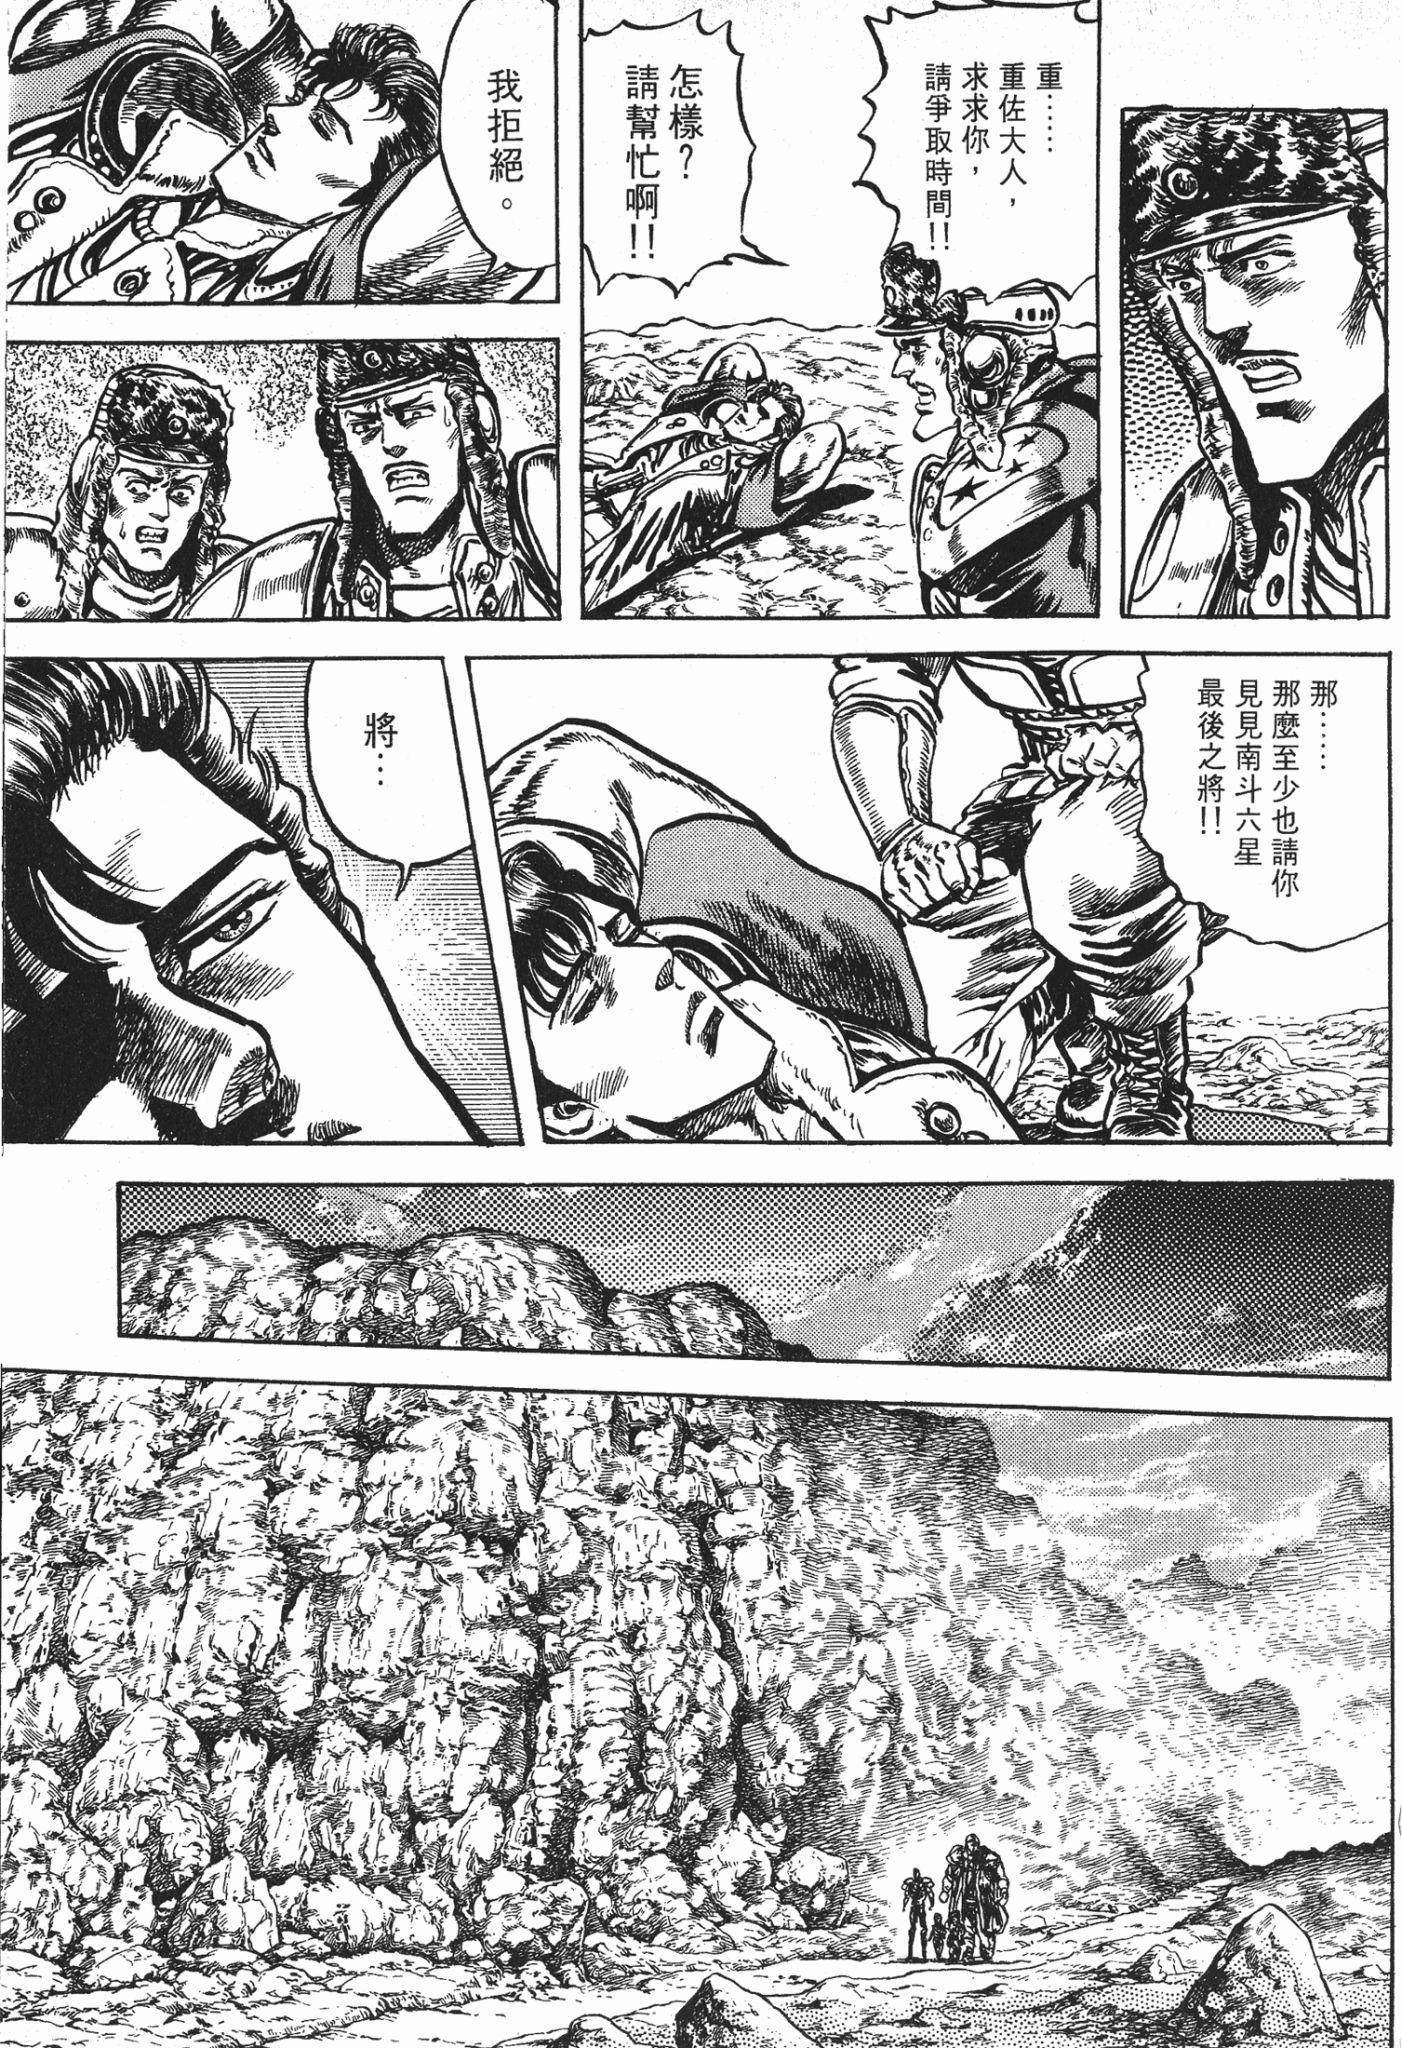 重……
重佐大人，
求求你，
請爭取時間!!
怎樣？
請幫忙啊!!
我拒絕。
那……
那麼至少也請你
見見南斗六星
最後之將!!
將…